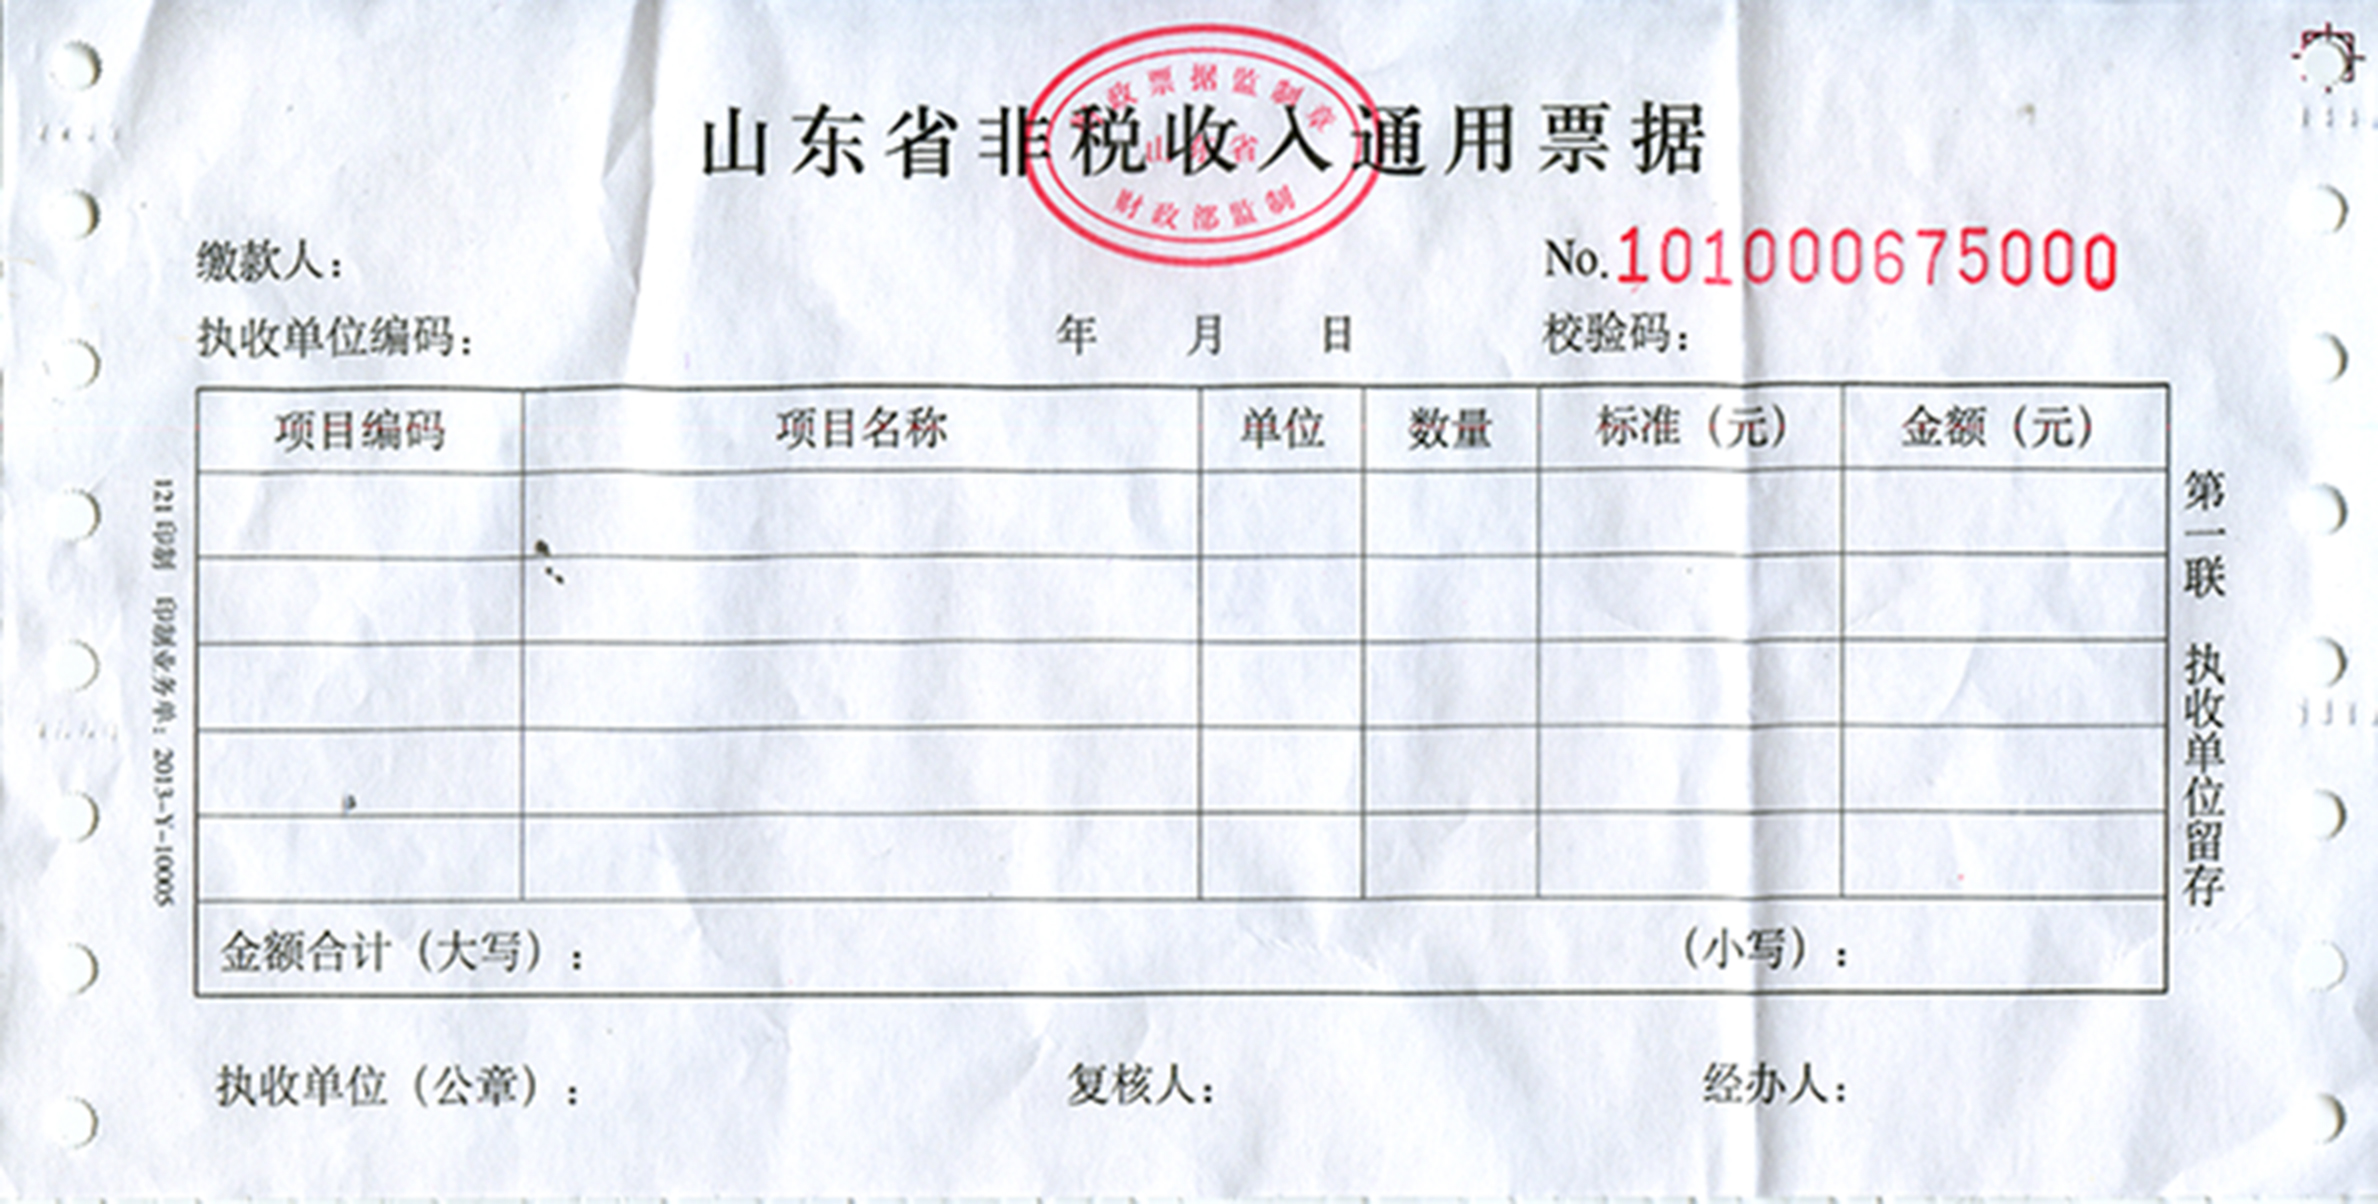 山东省非税收入通用票据
财政票据监制章
山东省
财政部监制
缴款人：
No.101000675000
执收单位编码：
年 月 日
校验码：
项目编码 项目名称 单位 数量 标准（元） 金额（元）
金额合计（大写）： （小写）：
执收单位（公章）： 复核人： 经办人：
第一联 执收单位留存
121印制 印制业务单：2013-Y-10005